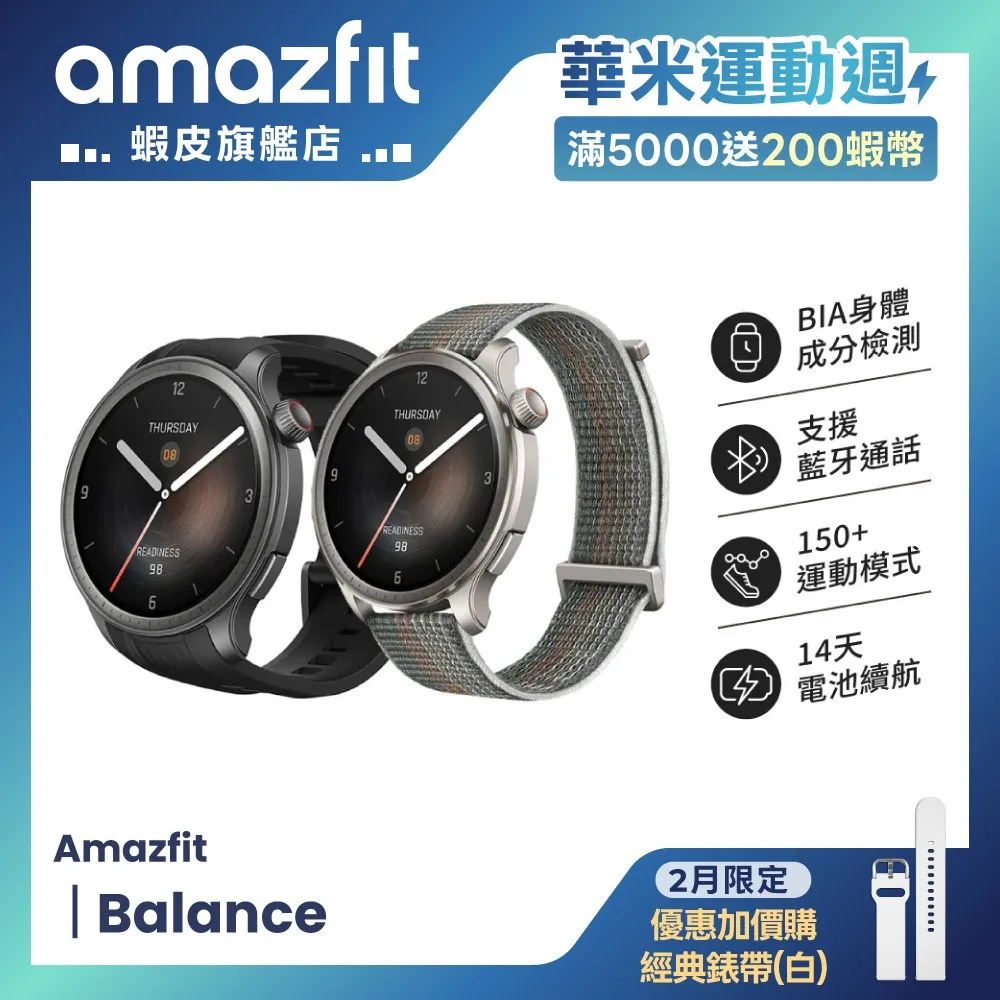 amazfit
蝦皮旗艦店
華米運動週
滿5000送200蝦幣
12
THURSDAY
08
9
3
READINESS
98
6
12
THURSDAY
08
9
3
READINESS
98
6
BIA身體
成分檢測
支援
藍牙通話
150+
運動模式
14天
電池續航
Amazfit
｜Balance
2月限定
優惠加價購
經典錶帶(白)